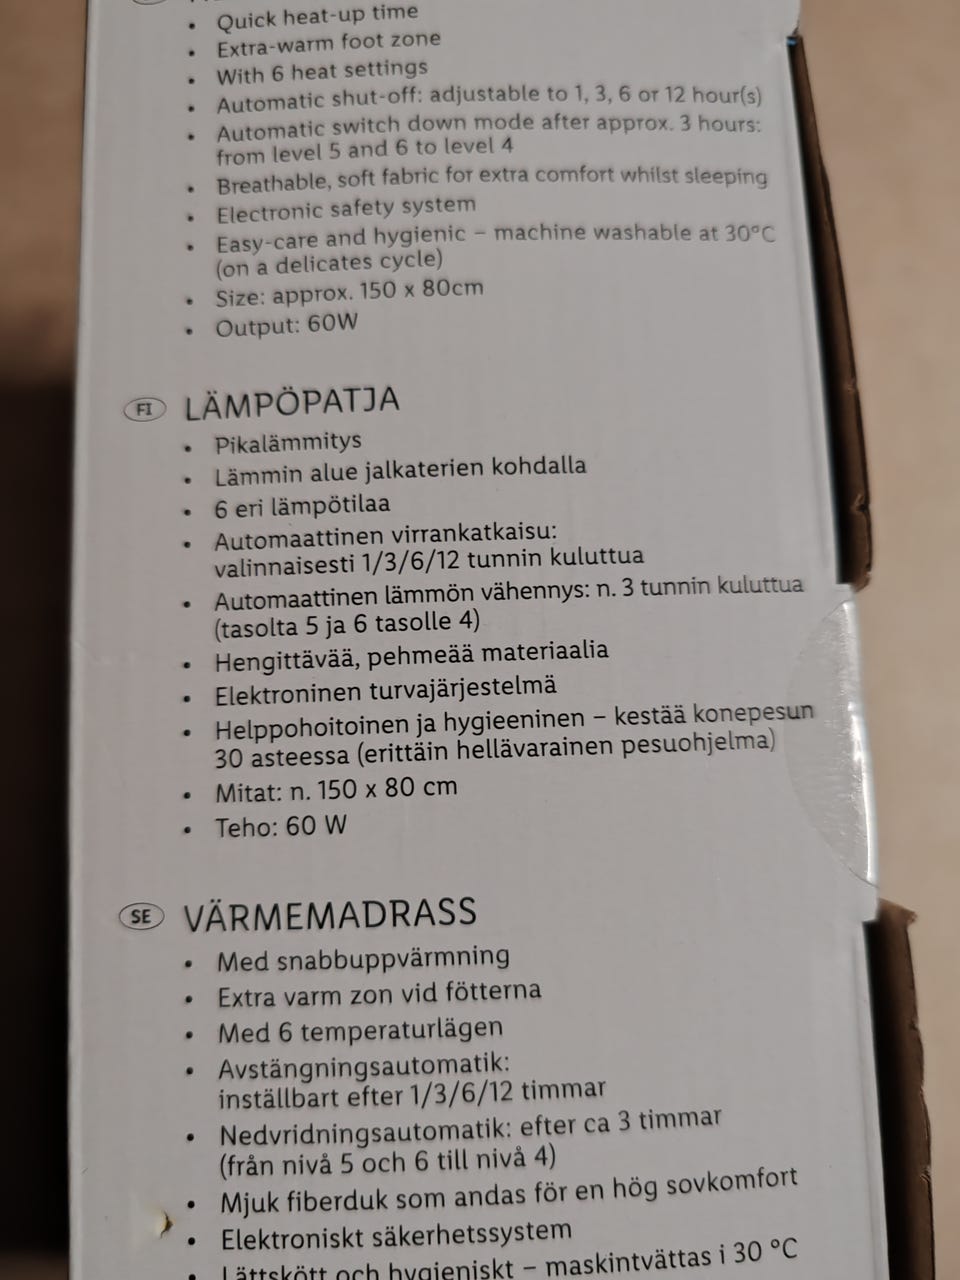 • Quick heat-up time
• Extra-warm foot zone
• With 6 heat settings
• Automatic shut-off: adjustable to 1, 3, 6 or 12 hour(s)
• Automatic switch down mode after approx. 3 hours:
from level 5 and 6 to level 4
• Breathable, soft fabric for extra comfort whilst sleeping
• Electronic safety system
• Easy-care and hygienic – machine washable at 30°C
(on a delicates cycle)
• Size: approx. 150 x 80cm
• Output: 60W
FI LÄMPÖPATJA
• Pikalämmitys
• Lämmin alue jalkaterien kohdalla
• 6 eri lämpötilaa
• Automaattinen virrankatkaisu:
valinnaisesti 1/3/6/12 tunnin kuluttua
• Automaattinen lämmön vähennys: n. 3 tunnin kuluttua
(tasolta 5 ja 6 tasolle 4)
• Hengittävää, pehmeää materiaalia
• Elektroninen turvajärjestelmä
• Helppohoitoinen ja hygieeninen – kestää konepesun
30 asteessa (erittäin hellävarainen pesuohjelma)
• Mitat: n. 150 x 80 cm
• Teho: 60 W
SE VÄRMEMADRASS
• Med snabbuppvärmning
• Extra varm zon vid fötterna
• Med 6 temperaturlägen
• Avstängningsautomatik:
inställbart efter 1/3/6/12 timmar
• Nedvridningsautomatik: efter ca 3 timmar
(från nivå 5 och 6 till nivå 4)
• Mjuk fiberduk som andas för en hög sovkomfort
• Elektroniskt säkerhetssystem
• Lättskött och hygieniskt – maskintvättas i 30 °C